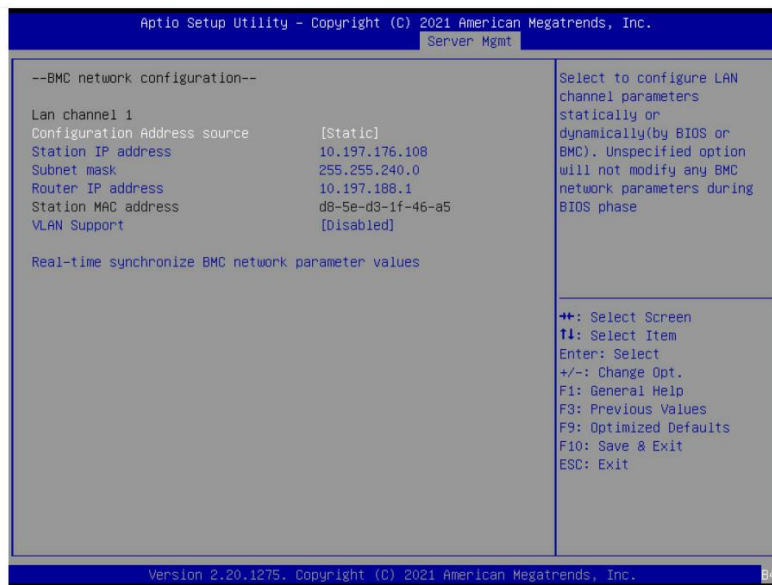 Aptio Setup Utility – Copyright (C) 2021 American Megatrends, Inc.
Server Mgmt
--BMC network configuration--
Lan channel 1
Configuration Address source [Static]
Station IP address 10.197.176.108
Subnet mask 255.255.240.0
Router IP address 10.197.188.1
Station MAC address d8-5e-d3-1f-46-a5
VLAN Support [Disabled]
Real-time synchronize BMC network parameter values
Select to configure LAN
channel parameters
statically or
dynamically(by BIOS or
BMC). Unspecified option
will not modify any BMC
network parameters during
BIOS phase
→←: Select Screen
↑↓: Select Item
Enter: Select
+/-: Change Opt.
F1: General Help
F3: Previous Values
F9: Optimized Defaults
F10: Save & Exit
ESC: Exit
Version 2.20.1275. Copyright (C) 2021 American Megatrends, Inc.